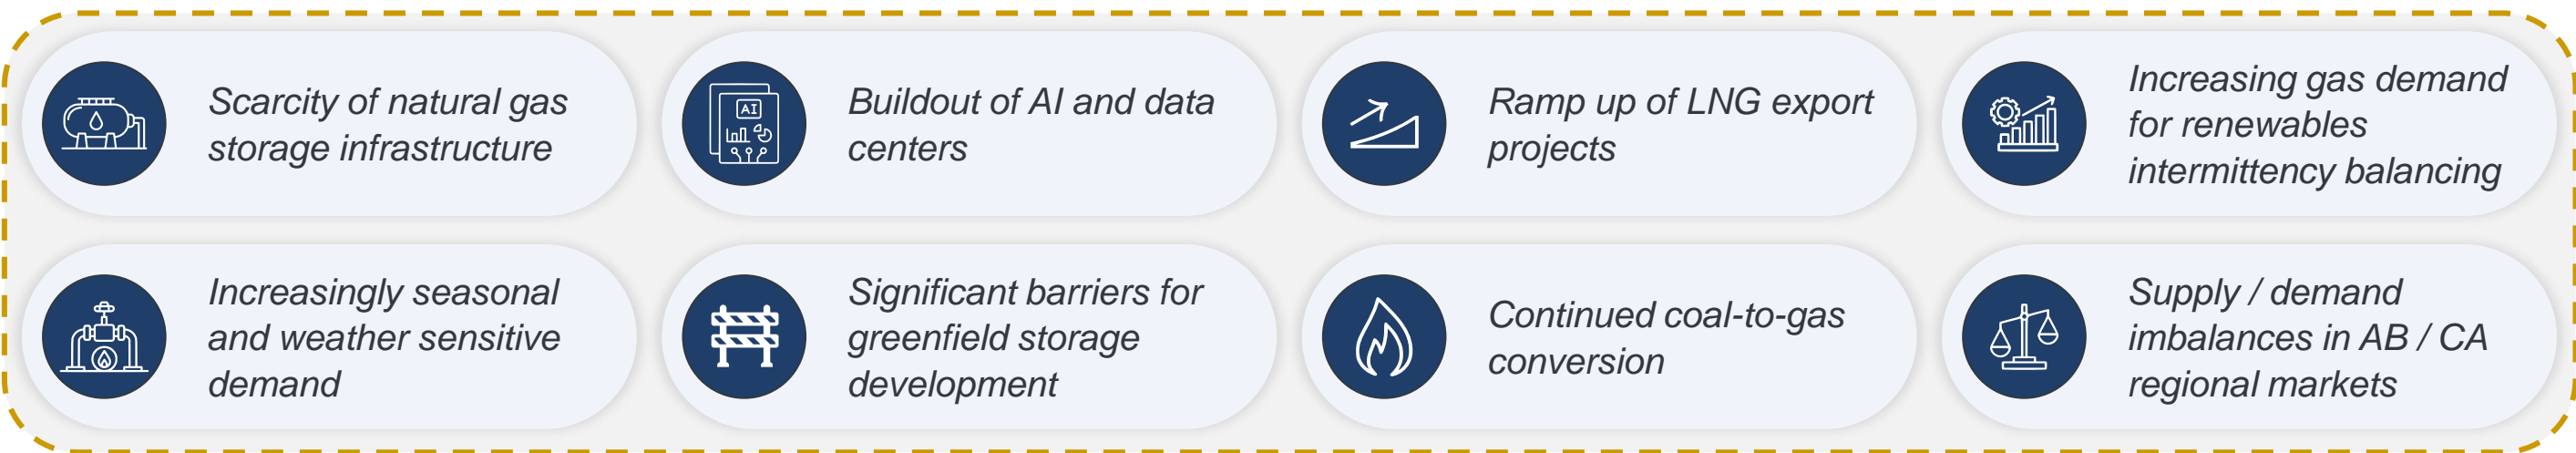 Scarcity of natural gas
storage infrastructure
AI
Buildout of AI and data
centers
Ramp up of LNG export
projects
Increasing gas demand
for renewables
intermittency balancing
Increasingly seasonal
and weather sensitive
demand
Significant barriers for
greenfield storage
development
Continued coal-to-gas
conversion
Supply / demand
imbalances in AB / CA
regional markets